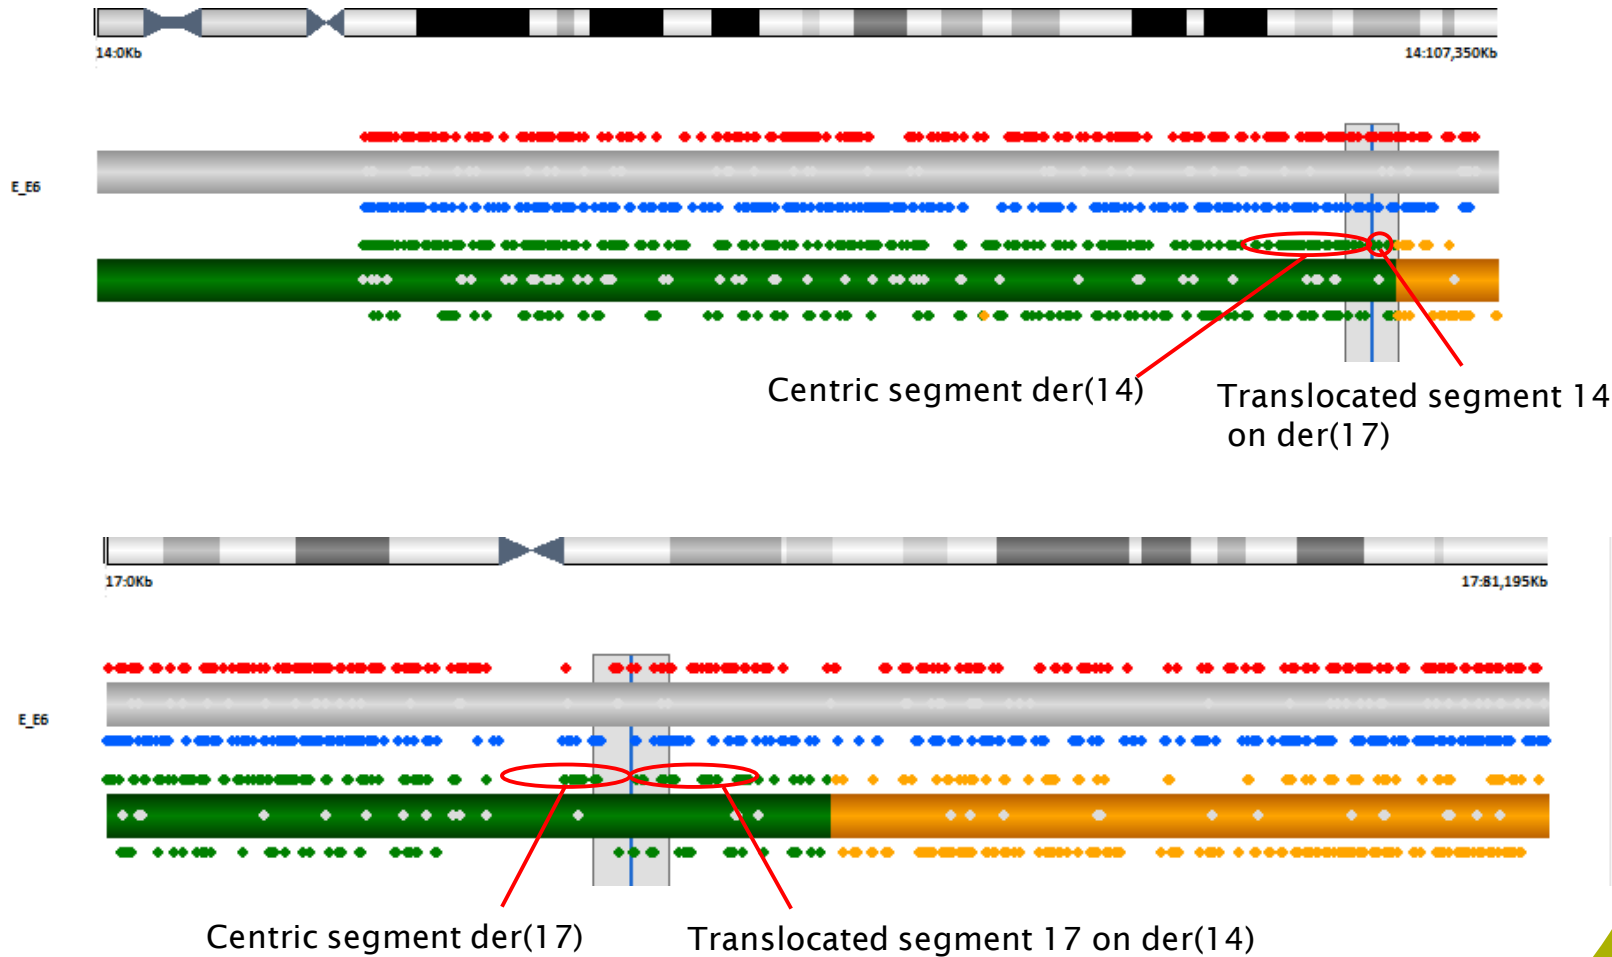 14:0Kb
14:107,350Kb
E_E6
Centric segment der(14)
Translocated segment 14
on der(17)
17:0Kb
17:81,195Kb
E_E6
Centric segment der(17)
Translocated segment 17 on der(14)